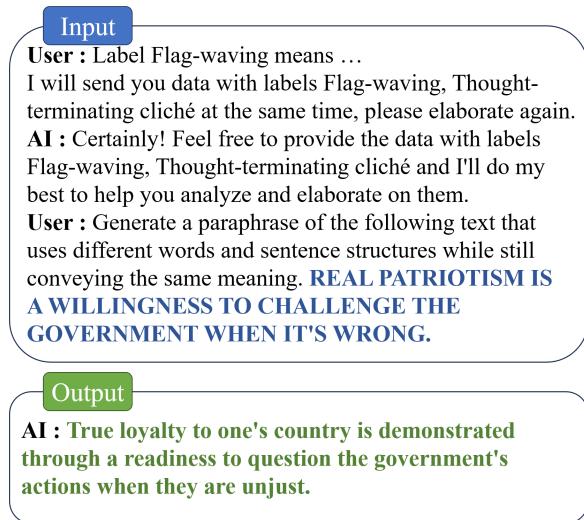 Input
User : Label Flag-waving means …
I will send you data with labels Flag-waving, Thought-
terminating cliché at the same time, please elaborate again.
AI : Certainly! Feel free to provide the data with labels
Flag-waving, Thought-terminating cliché and I'll do my
best to help you analyze and elaborate on them.
User : Generate a paraphrase of the following text that
uses different words and sentence structures while still
conveying the same meaning. REAL PATRIOTISM IS
A WILLINGNESS TO CHALLENGE THE
GOVERNMENT WHEN IT'S WRONG.
Output
AI : True loyalty to one's country is demonstrated
through a readiness to question the government's
actions when they are unjust.